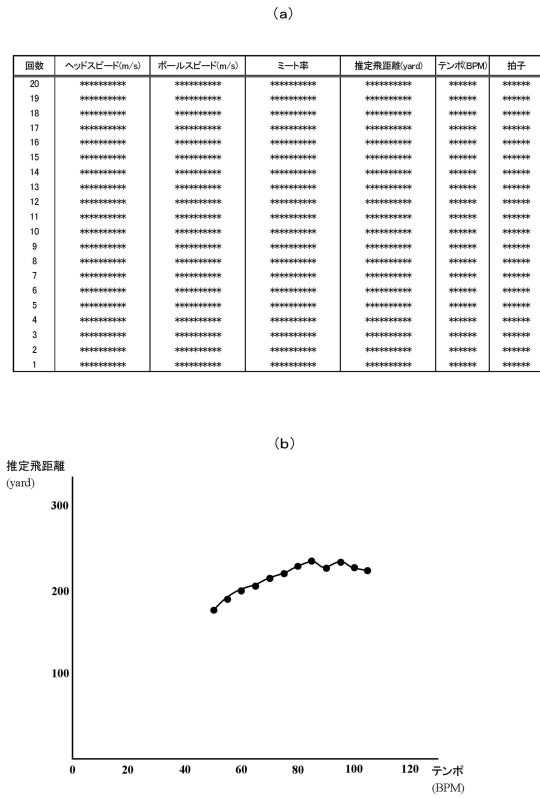 (a)
回数 ヘッドスピード(m/s) ボールスピード(m/s) ミート率 推定飛距離(yard) テンポ(BPM) 拍子
20 ********** ********** ********** ********** ****** ******
19 ********** ********** ********** ********** ****** ******
18 ********** ********** ********** ********** ****** ******
17 ********** ********** ********** ********** ****** ******
16 ********** ********** ********** ********** ****** ******
15 ********** ********** ********** ********** ****** ******
14 ********** ********** ********** ********** ****** ******
13 ********** ********** ********** ********** ****** ******
12 ********** ********** ********** ********** ****** ******
11 ********** ********** ********** ********** ****** ******
10 ********** ********** ********** ********** ****** ******
9 ********** ********** ********** ********** ****** ******
8 ********** ********** ********** ********** ****** ******
7 ********** ********** ********** ********** ****** ******
6 ********** ********** ********** ********** ****** ******
5 ********** ********** ********** ********** ****** ******
4 ********** ********** ********** ********** ****** ******
3 ********** ********** ********** ********** ****** ******
2 ********** ********** ********** ********** ****** ******
1 ********** ********** ********** ********** ****** ******
(b)
推定飛距離
(yard)
300
200
100
0 20 40 60 80 100 120 テンポ
(BPM)